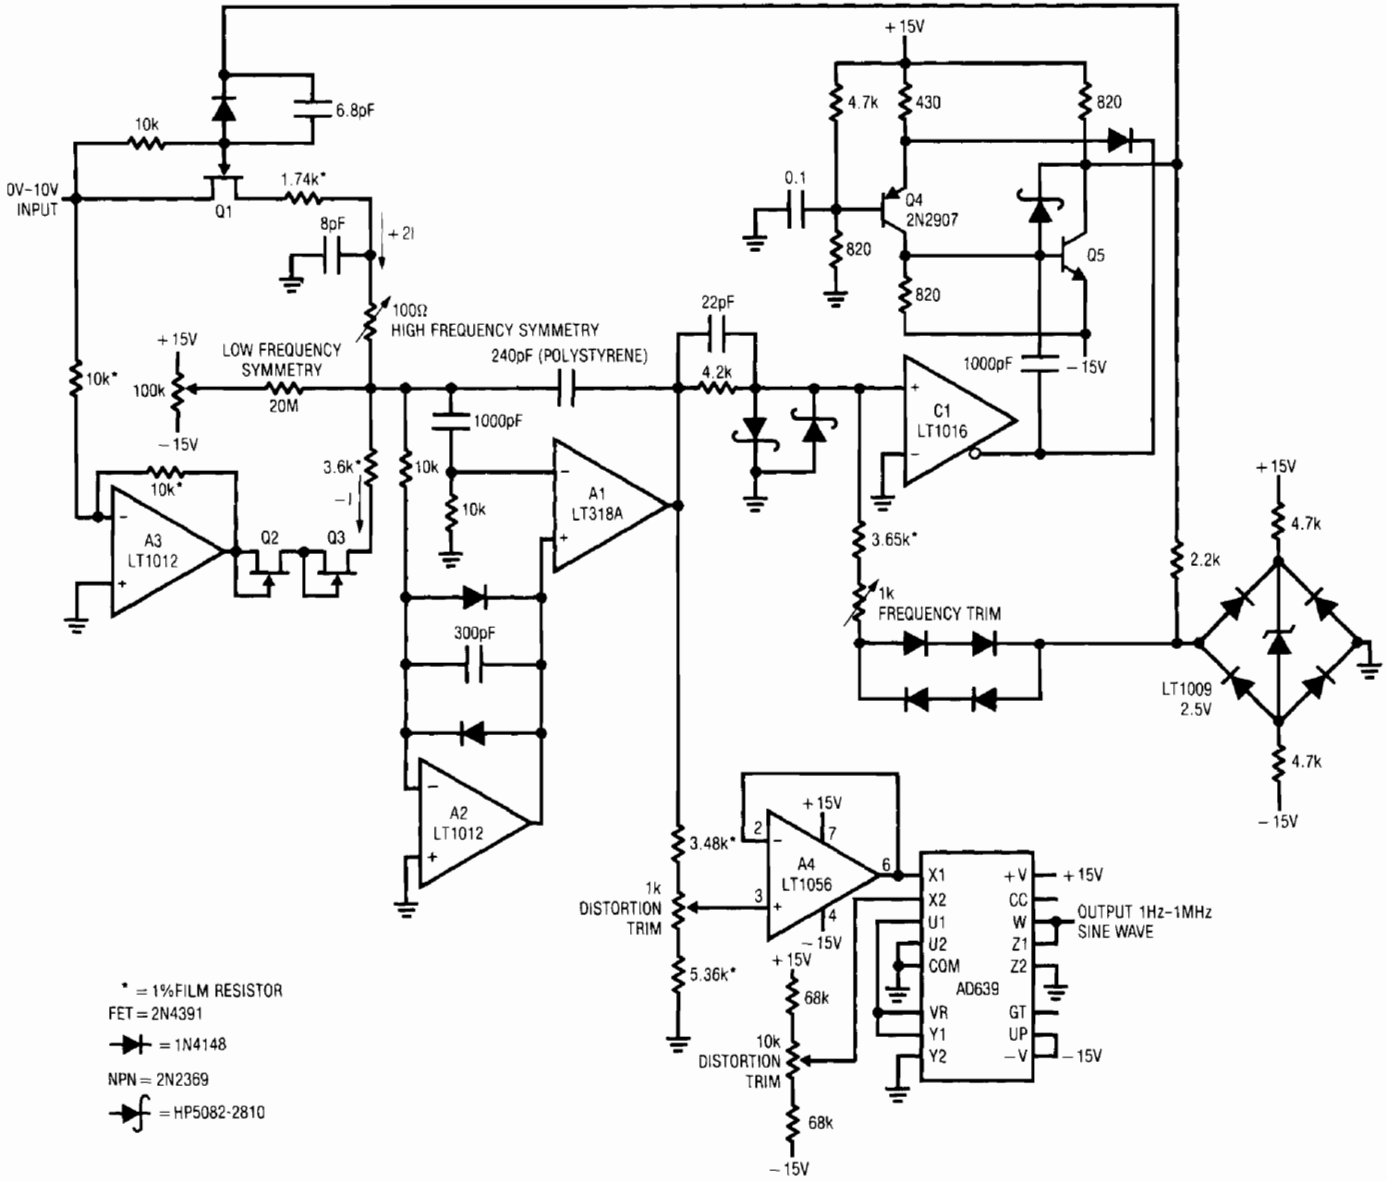 +15V
6.8pF
10k
4.7k
430
820
0V–10V
INPUT
Q1
1.74k*
0.1
Q4
2N2907
820
Q5
8pF
+2I
820
100Ω
HIGH FREQUENCY SYMMETRY
22pF
1000pF
–15V
+15V
LOW FREQUENCY
SYMMETRY
240pF (POLYSTYRENE)
4.2k
10k*
100k
20M
+
C1
LT1016
–
–15V
1000pF
3.6k*
–I
10k
10k
–
A1
LT318A
+
10k*
–
A3
LT1012
+
Q2
Q3
+15V
4.7k
3.65k*
1k
FREQUENCY TRIM
2.2k
300pF
LT1009
2.5V
4.7k
–15V
–
A2
LT1012
+
3.48k*
1k
DISTORTION
TRIM
5.36k*
+15V
2
–
7
A4
LT1056
6
3
+
4
–15V
X1
X2
U1
U2
COM
VR
Y1
Y2
AD639
+V
CC
W
Z1
Z2
GT
UP
–V
+15V
OUTPUT 1Hz–1MHz
SINE WAVE
–15V
+15V
68k
10k
DISTORTION
TRIM
68k
–15V
* = 1% FILM RESISTOR
FET = 2N4391
= 1N4148
NPN = 2N2369
= HP5082-2810